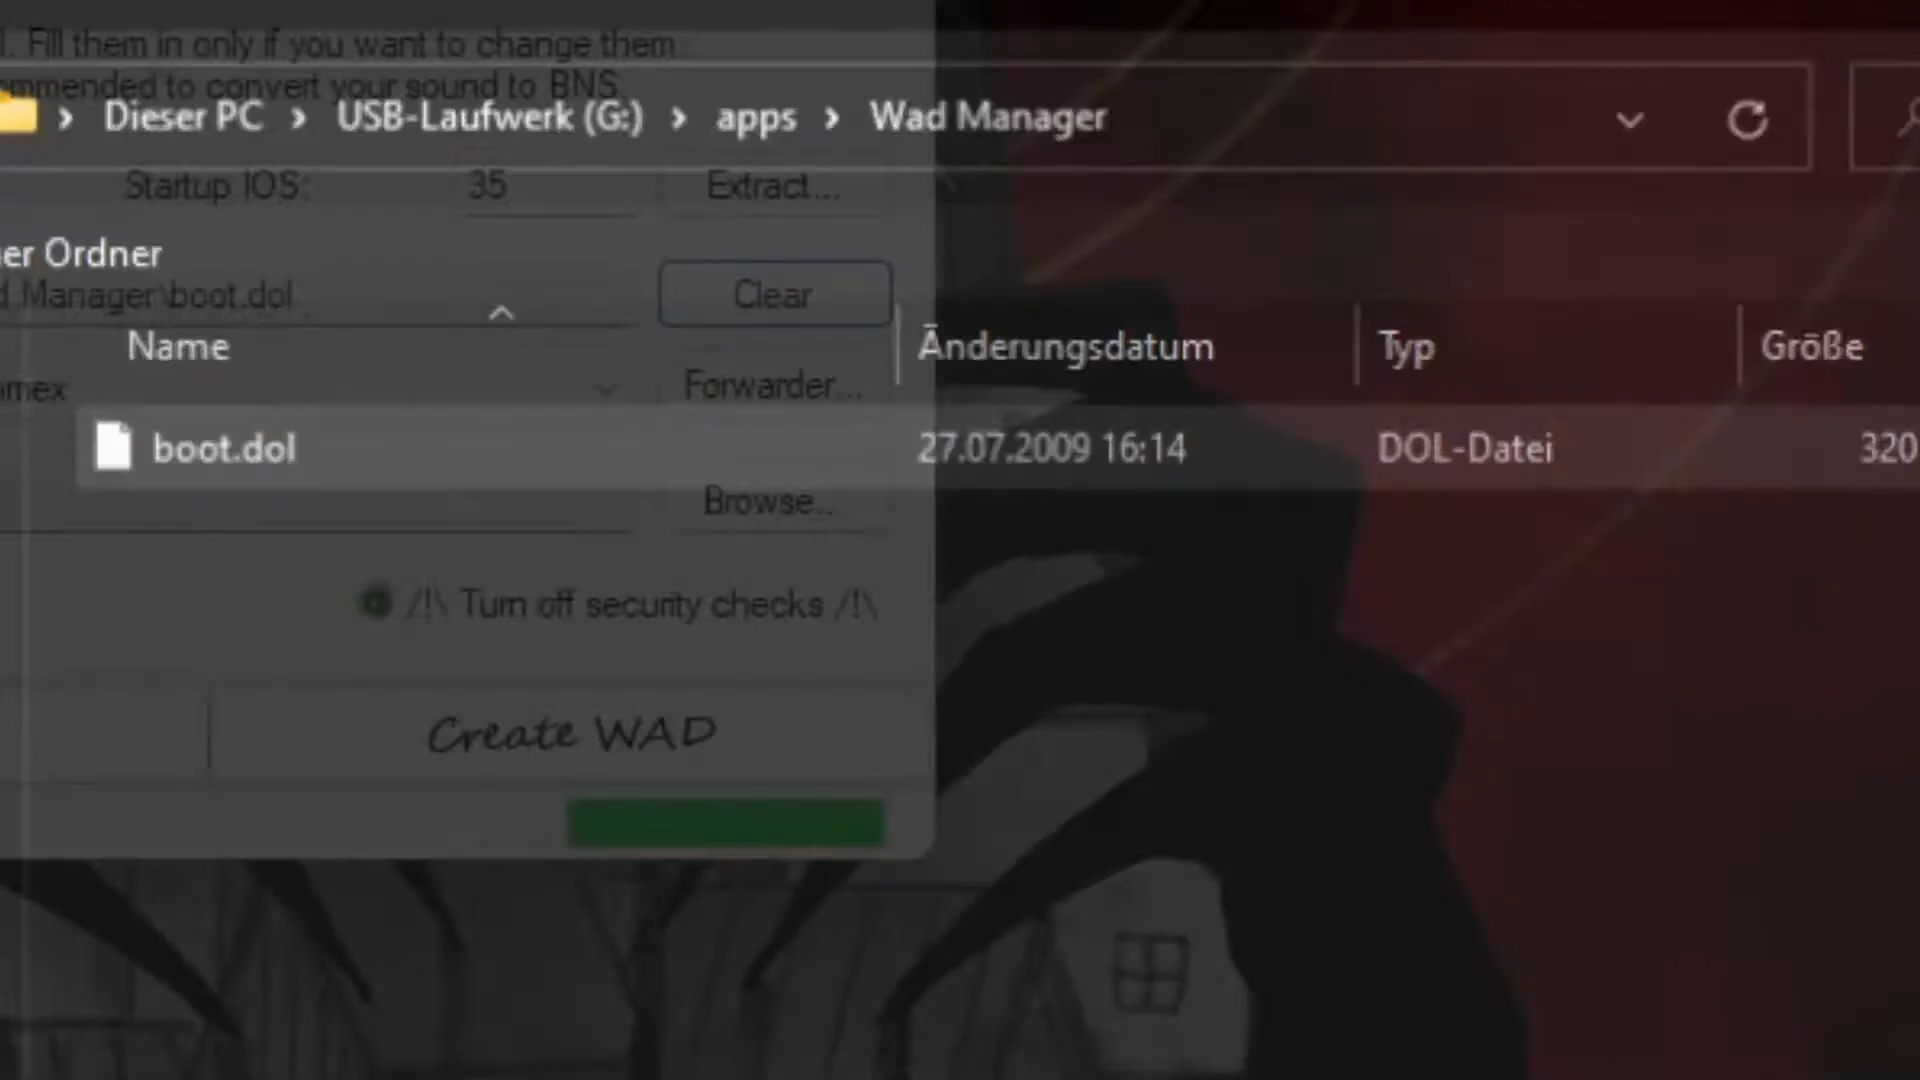 Fill them in only if you want to change them
to convert your sound to BNS.
Dieser PC › USB-Laufwerk (G:) › apps › Wad Manager
Startup IOS: 35 Extract...
Ordner
Manager\boot.dol Clear
Name Änderungsdatum Typ Größe
Forwarder...
boot.dol 27.07.2009 16:14 DOL-Datei 320
Browse...
/!\ Turn off security checks /!\
Create WAD